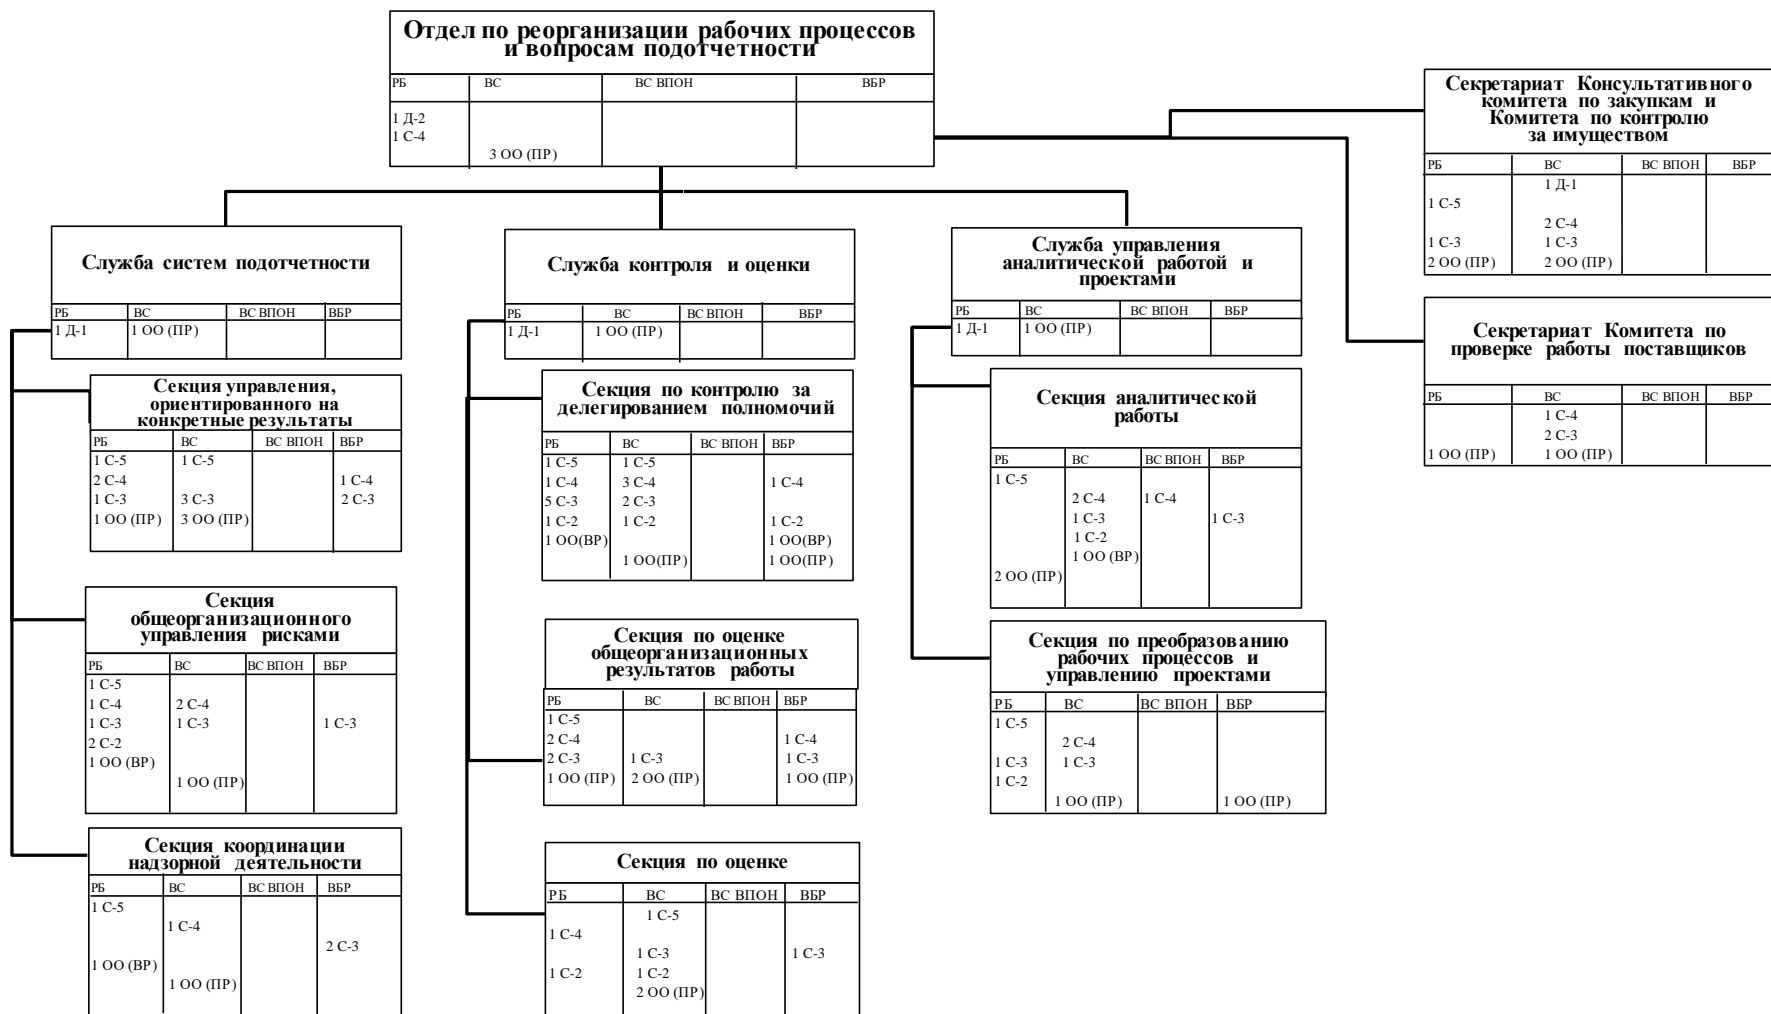 Отдел по реорганизации рабочих процессов
и вопросам подотчетности
РБ ВС ВС ВПОН ВБР
1 Д-2
1 С-4
3 ОО (ПР)
Секретариат Консультативного
комитета по закупкам и
Комитета по контролю
за имуществом
РБ ВС ВС ВПОН ВБР
1 Д-1
1 С-5
2 С-4
1 С-3 1 С-3
2 ОО (ПР) 2 ОО (ПР)
Секретариат Комитета по
проверке работы поставщиков
РБ ВС ВС ВПОН ВБР
1 С-4
2 С-3
1 ОО (ПР) 1 ОО (ПР)
Служба систем подотчетности
РБ ВС ВС ВПОН ВБР
1 Д-1 1 ОО (ПР)
Секция управления,
ориентированного на
конкретные результаты
РБ ВС ВС ВПОН ВБР
1 С-5 1 С-5
2 С-4 1 С-4
1 С-3 3 С-3 2 С-3
1 ОО (ПР) 3 ОО (ПР)
Секция
общеорганизационного
управления рисками
РБ ВС ВС ВПОН ВБР
1 С-5
1 С-4 2 С-4
1 С-3 1 С-3 1 С-3
2 С-2
1 ОО (ВР)
1 ОО (ПР)
Секция координации
надзорной деятельности
РБ ВС ВС ВПОН ВБР
1 С-5
1 С-4
2 С-3
1 ОО (ВР)
1 ОО (ПР)
Служба контроля и оценки
РБ ВС ВС ВПОН ВБР
1 Д-1 1 ОО (ПР)
Секция по контролю за
делегированием полномочий
РБ ВС ВС ВПОН ВБР
1 С-5 1 С-5
1 С-4 3 С-4 1 С-4
5 С-3 2 С-3
1 С-2 1 С-2 1 С-2
1 ОО(ВР) 1 ОО(ВР)
1 ОО(ПР) 1 ОО(ПР)
Секция по оценке
общеорганизационных
результатов работы
РБ ВС ВС ВПОН ВБР
1 С-5
2 С-4 1 С-4
2 С-3 1 С-3 1 С-3
1 ОО (ПР) 2 ОО (ПР) 1 ОО (ПР)
Секция по оценке
РБ ВС ВС ВПОН ВБР
1 С-5
1 С-4
1 С-3 1 С-3
1 С-2 1 С-2
2 ОО (ПР)
Служба управления
аналитической работой и
проектами
РБ ВС ВС ВПОН ВБР
1 Д-1 1 ОО (ПР)
Секция аналитической
работы
РБ ВС ВС ВПОН ВБР
1 С-5
2 С-4 1 С-4
1 С-3 1 С-3
1 С-2
1 ОО (ВР)
2 ОО (ПР)
Секция по преобразованию
рабочих процессов и
управлению проектами
РБ ВС ВС ВПОН ВБР
1 С-5
2 С-4
1 С-3 1 С-3
1 С-2
1 ОО (ПР) 1 ОО (ПР)